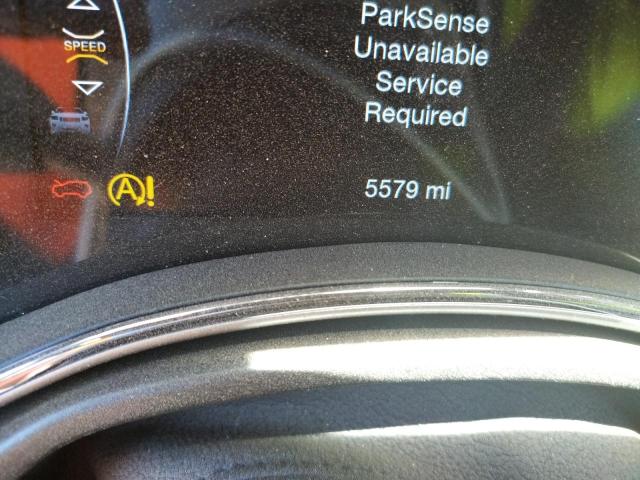 SPEED
ParkSense
Unavailable
Service
Required
A!
5579 mi